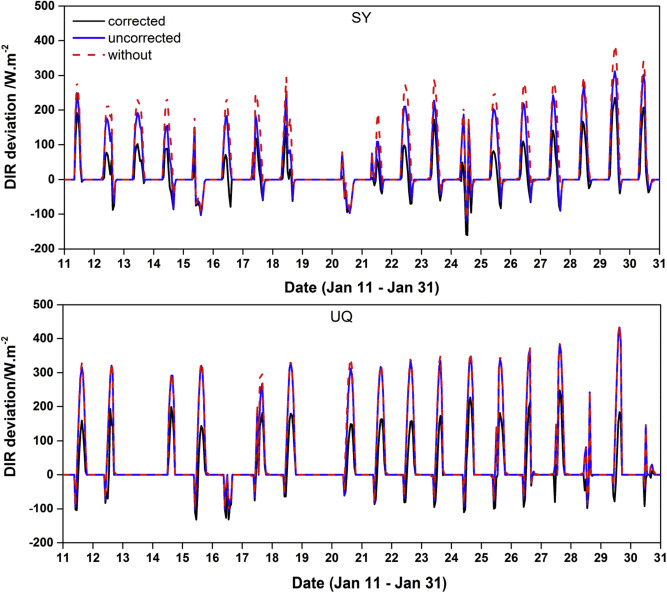 SY
corrected
uncorrected
without
DIR deviation /W.m-2
500
400
300
200
100
0
-100
-200
11 12 13 14 15 16 17 18 19 20 21 22 23 24 25 26 27 28 29 30 31
Date (Jan 11 - Jan 31)
UQ
DIR deviation/W.m-2
500
400
300
200
100
0
-100
-200
11 12 13 14 15 16 17 18 19 20 21 22 23 24 25 26 27 28 29 30 31
Date (Jan 11 - Jan 31)